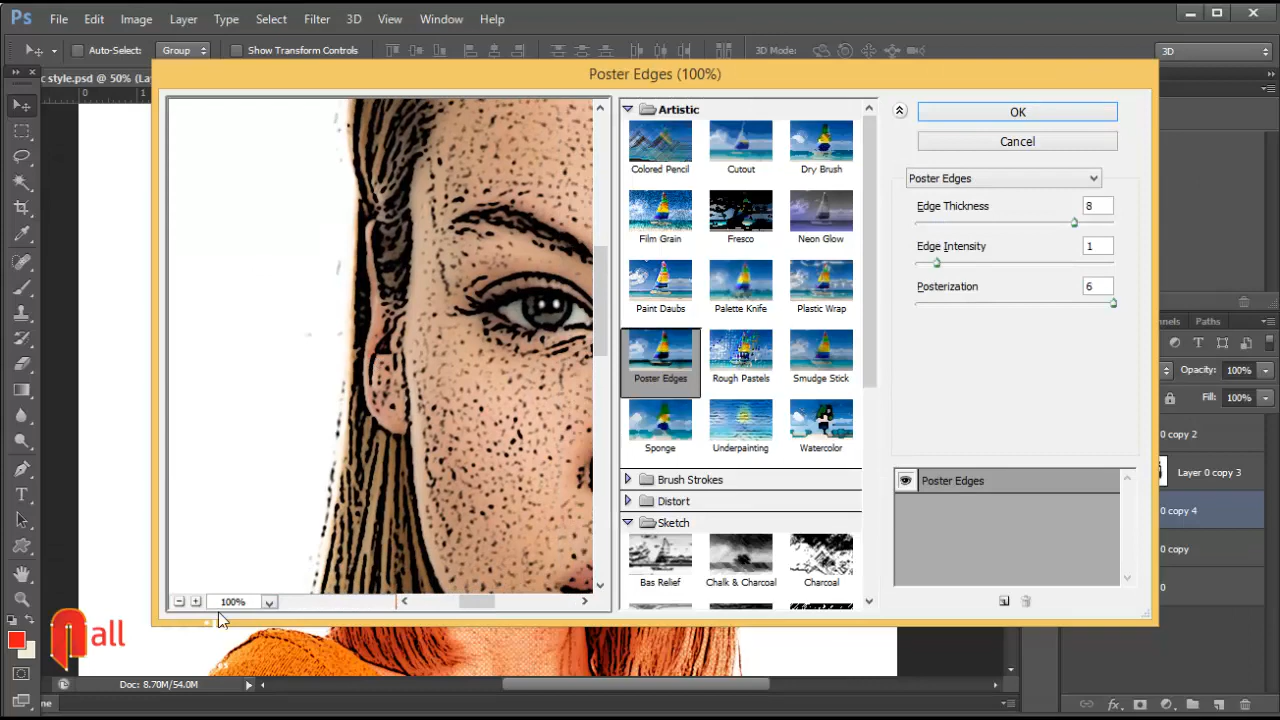 Ps File Edit Image Layer Type Select Filter 3D View Window Help
Auto-Select: Group Show Transform Controls 3D Mode: 3D
c style.psd @ 50% (La
Poster Edges (100%)
0 1
Artistic
Colored Pencil Cutout Dry Brush
Film Grain Fresco Neon Glow
Paint Daubs Palette Knife Plastic Wrap
Poster Edges Rough Pastels Smudge Stick
Sponge Underpainting Watercolor
Brush Strokes
Distort
Sketch
Bas Relief Chalk & Charcoal Charcoal
OK
Cancel
Poster Edges
Edge Thickness 8
Edge Intensity 1
Posterization 6
Poster Edges
nnels Paths
Opacity: 100%
Fill: 100%
0 copy 2
Layer 0 copy 3
0 copy 4
copy
0
100%
all
Doc: 8.70M/54.0M
ne